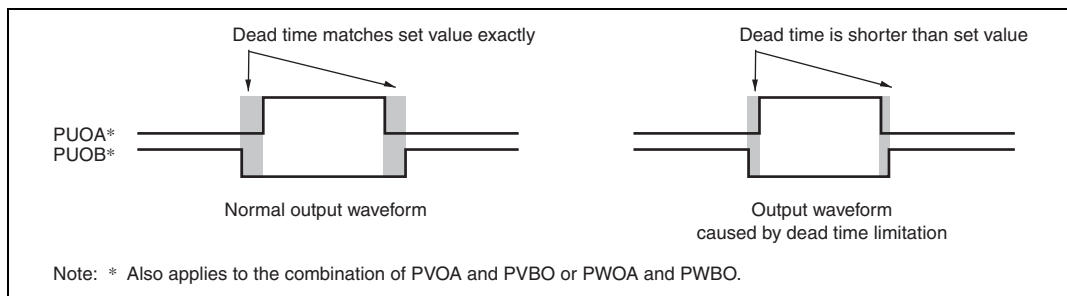 Dead time matches set value exactly
Dead time is shorter than set value
PUOA*
PUOB*
Normal output waveform
Output waveform
caused by dead time limitation
Note: * Also applies to the combination of PVOA and PVBO or PWOA and PWBO.